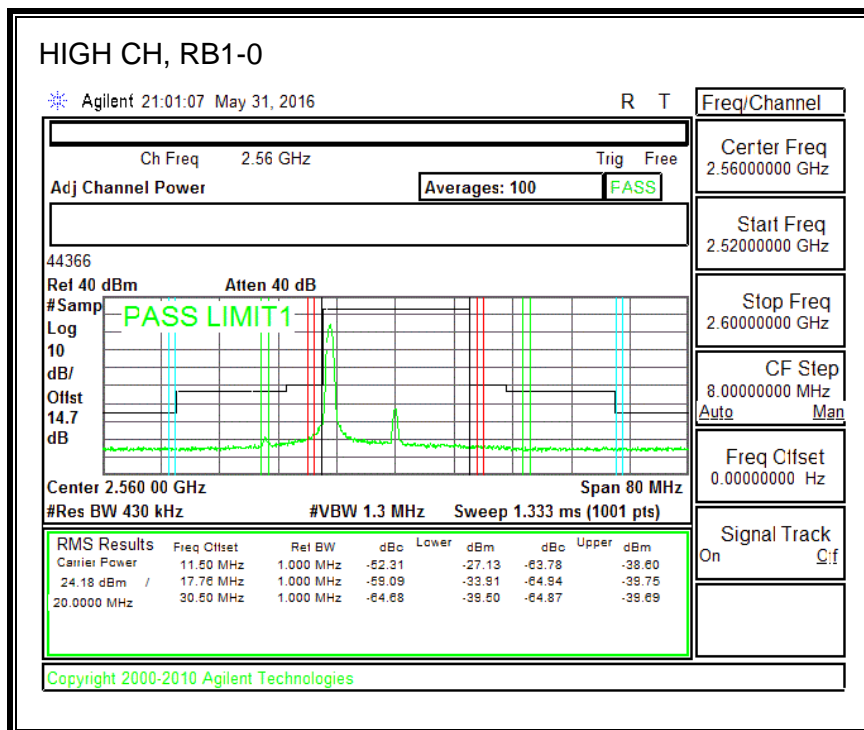 HIGH CH, RB1-0
Agilent 21:01:07 May 31, 2016 R T
Freq/Channel
Ch Freq 2.56 GHz Trig Free
Adj Channel Power Averages: 100 PASS
Center Freq
2.56000000 GHz
Start Freq
2.52000000 GHz
Stop Freq
2.60000000 GHz
CF Step
8.00000000 MHz
Auto Man
Freq Offset
0.00000000 Hz
Signal Track
On Off
44366
Ref 40 dBm Atten 40 dB
#Samp
Log
10
dB/
Offst
14.7
dB
PASS LIMIT1
Center 2.560 00 GHz Span 80 MHz
#Res BW 430 kHz #VBW 1.3 MHz Sweep 1.333 ms (1001 pts)
RMS Results Freq Offset Ref BW dBc Lower dBm dBc Upper dBm
Carrier Power 11.50 MHz 1.000 MHz -52.31 -27.13 -63.78 -39.60
24.18 dBm / 17.76 MHz 1.000 MHz -59.09 -33.91 -64.94 -39.75
20.0000 MHz 30.50 MHz 1.000 MHz -64.68 -39.50 -64.87 -39.69
Copyright 2000-2010 Agilent Technologies